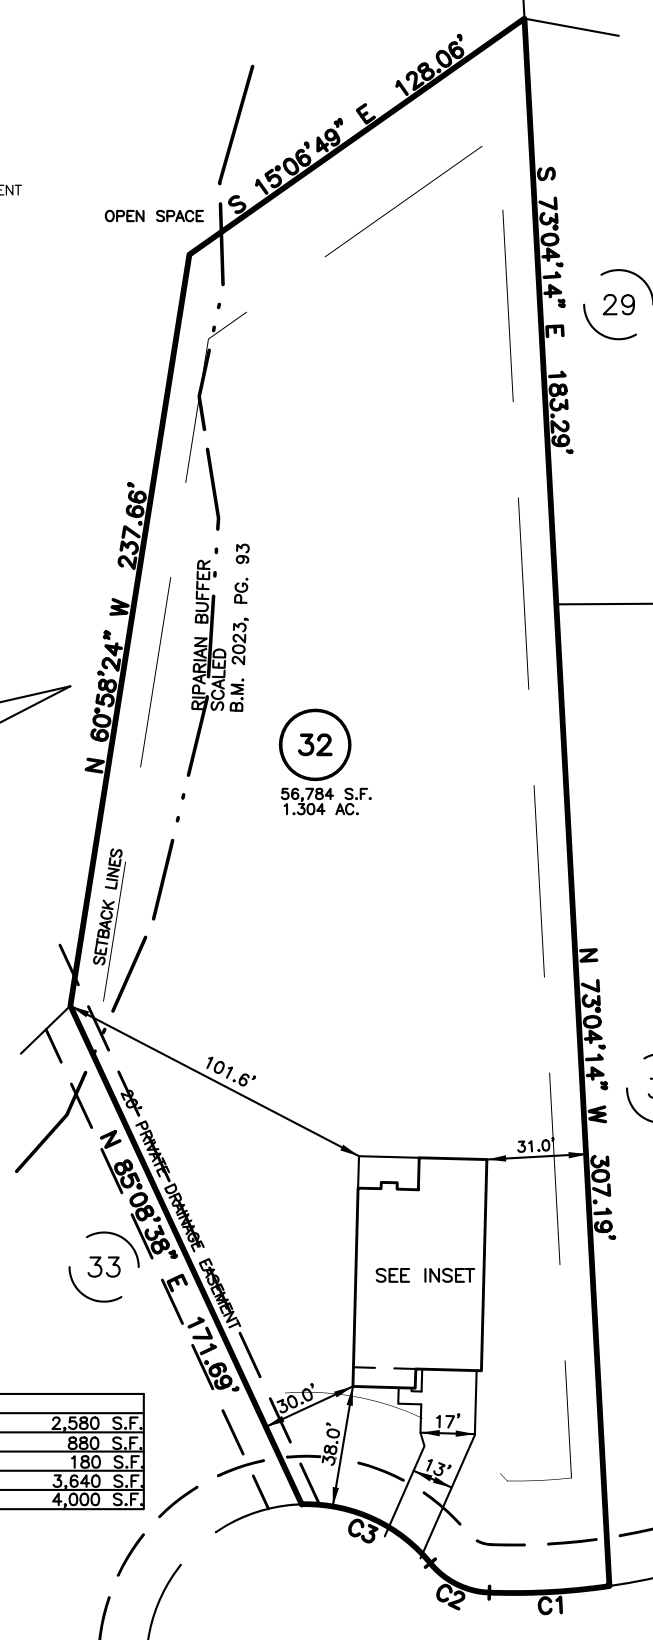 S 15°06'49" E 128.06'
ENT
OPEN SPACE
S 73°04'14" E 183.29'
29
N 60°58'24" W 237.66'
RIPARIAN BUFFER
SCALED
B.M. 2023, PG. 93
32
56,784 S.F.
1.304 AC.
SETBACK LINES
N 73°04'14" W 307.19'
101.6'
20' PRIVATE DRAINAGE EASEMENT
N 85°08'38" E 171.69'
31.0'
33
SEE INSET
30.0'
38.0'
17'
13'
2,580 S.F.
880 S.F.
180 S.F.
3,640 S.F.
4,000 S.F.
C3
C2
C1